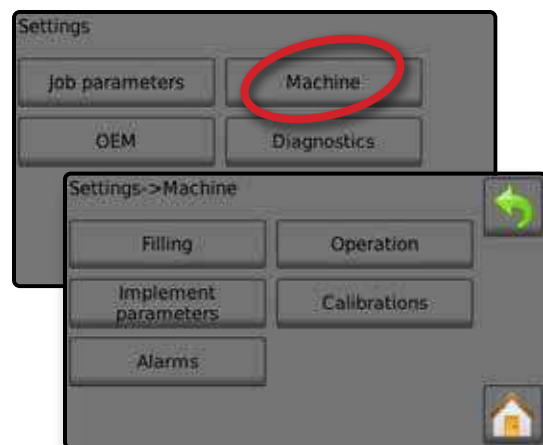 Settings
Job parameters Machine
OEM Diagnostics
Settings->Machine
Filling Operation
Implement
parameters
Calibrations
Alarms